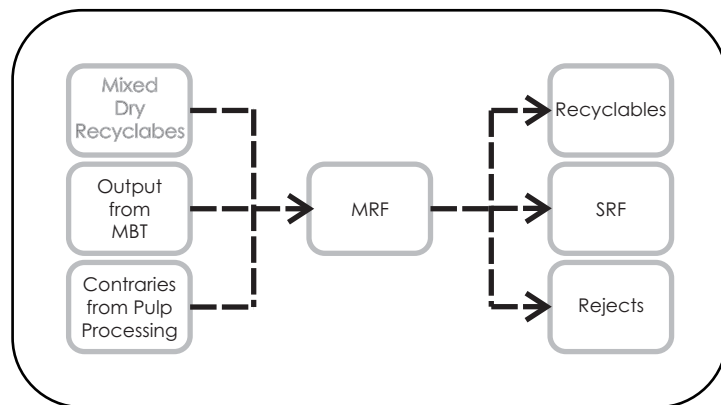 Mixed
Dry
Recyclabes
Output
from
MBT
Contraries
from Pulp
Processing
MRF
Recyclables
SRF
Rejects